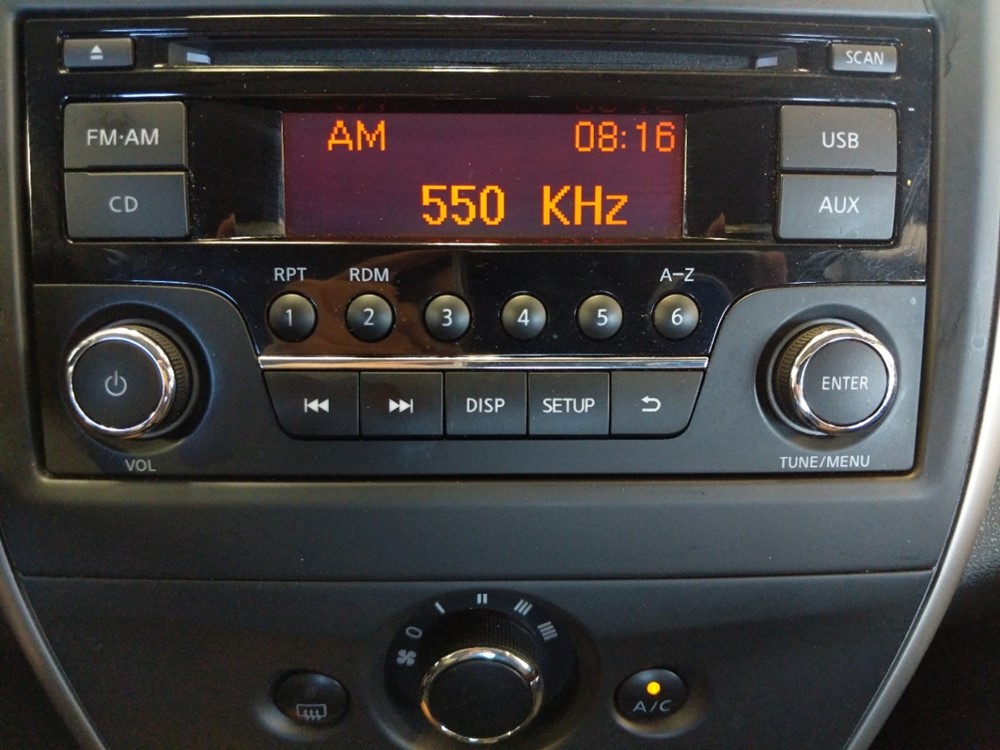 SCAN
FM·AM
AM 08:16
USB
CD
550 KHz
AUX
RPT RDM A-Z
1 2 3 4 5 6
ENTER
DISP SETUP
VOL
TUNE/MENU
0 I II III IIII
A/C